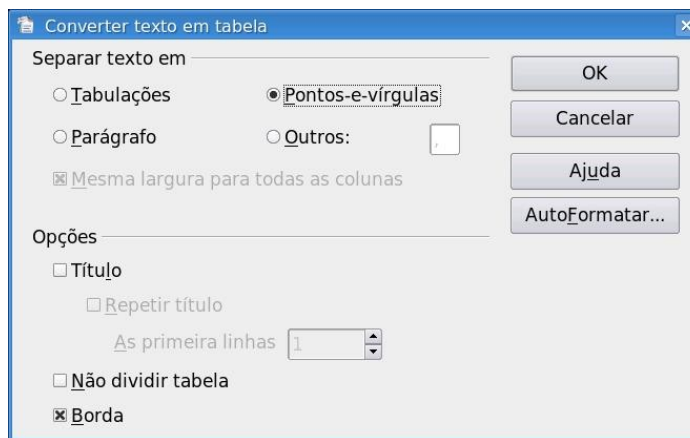 Converter texto em tabela
Separar texto em
Tabulações
Pontos-e-vírgulas
Parágrafo
Outros:
,
Mesma largura para todas as colunas
Opções
Título
Repetir título
As primeira linhas
1
Não dividir tabela
Borda
OK
Cancelar
Ajuda
AutoFormatar...